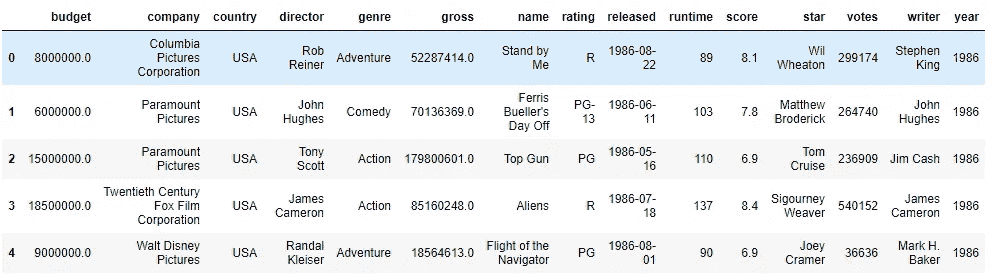 budget company country director genre gross name rating released runtime score star votes writer year
0 8000000.0 Columbia Pictures Corporation USA Rob Reiner Adventure 52287414.0 Stand by Me R 1986-08-22 89 8.1 Wil Wheaton 299174 Stephen King 1986
1 6000000.0 Paramount Pictures USA John Hughes Comedy 70136369.0 Ferris Bueller's Day Off PG-13 1986-06-11 103 7.8 Matthew Broderick 264740 John Hughes 1986
2 15000000.0 Paramount Pictures USA Tony Scott Action 179800601.0 Top Gun PG 1986-05-16 110 6.9 Tom Cruise 236909 Jim Cash 1986
3 18500000.0 Twentieth Century Fox Film Corporation USA James Cameron Action 85160248.0 Aliens R 1986-07-18 137 8.4 Sigourney Weaver 540152 James Cameron 1986
4 9000000.0 Walt Disney Pictures USA Randal Kleiser Adventure 18564613.0 Flight of the Navigator PG 1986-08-01 90 6.9 Joey Cramer 36636 Mark H. Baker 1986